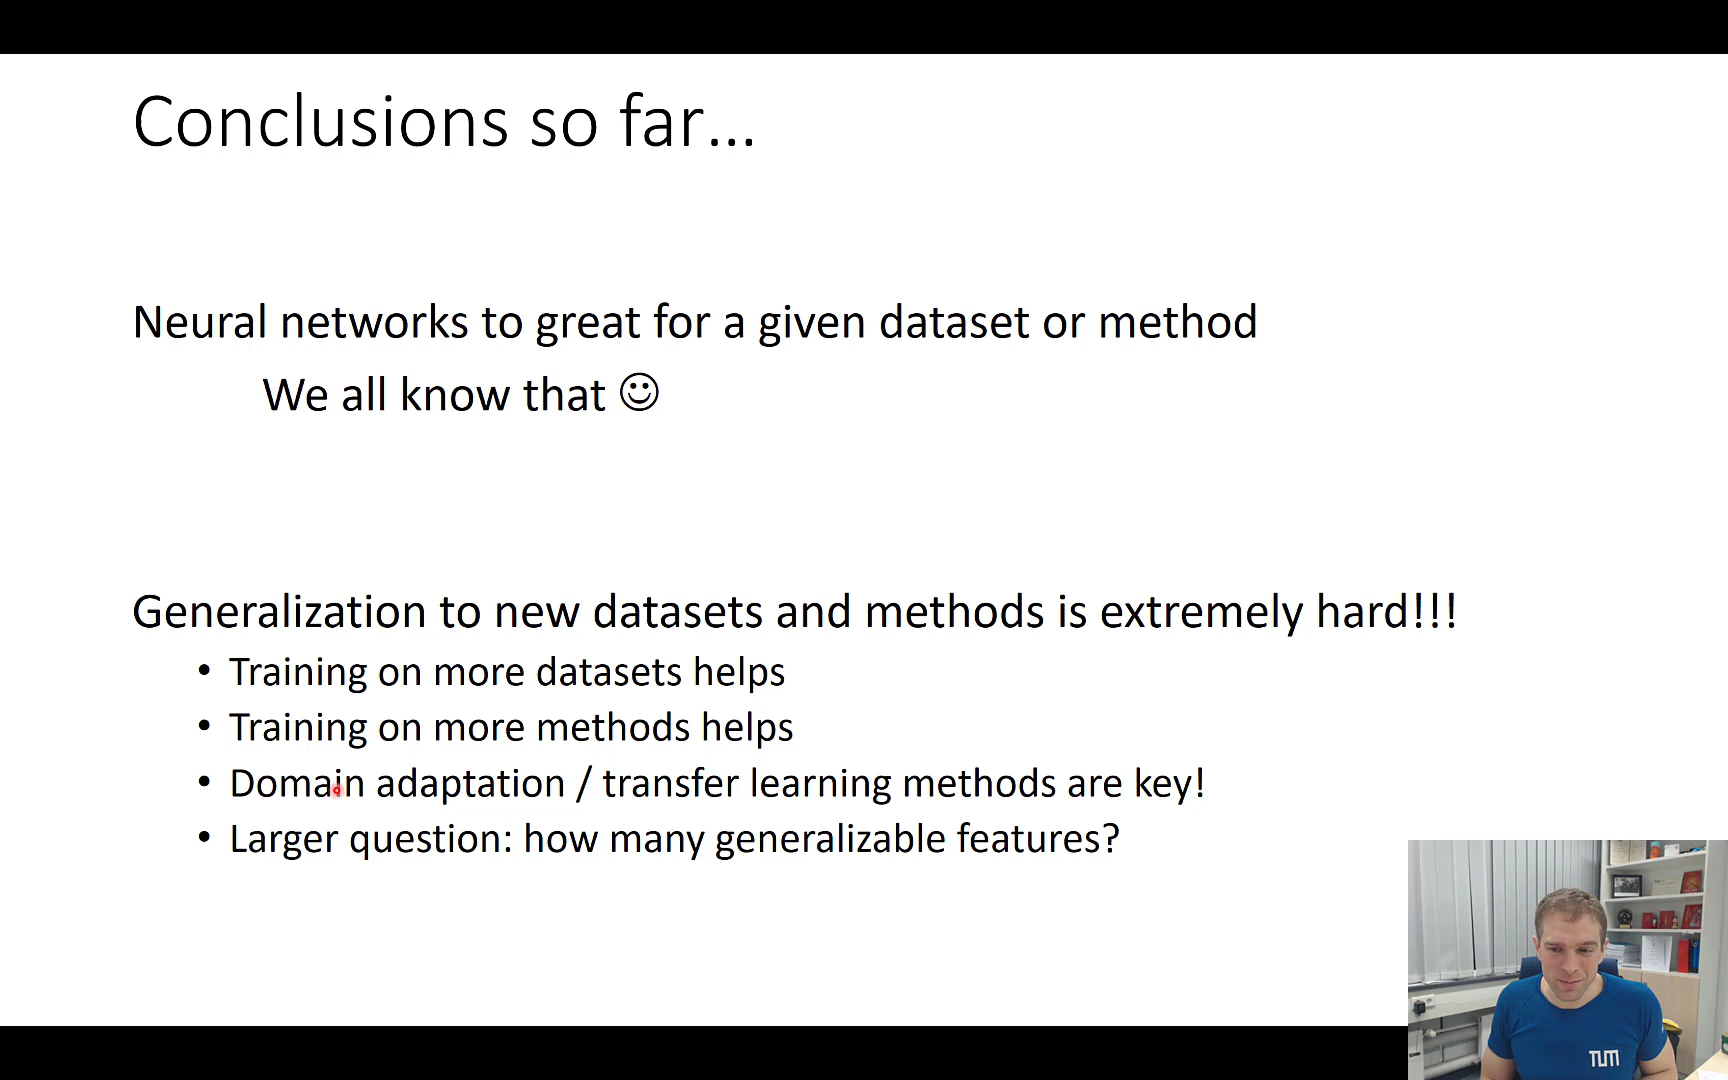 Conclusions so far...
Neural networks to great for a given dataset or method
We all know that ☺
Generalization to new datasets and methods is extremely hard!!!
• Training on more datasets helps
• Training on more methods helps
• Domain adaptation / transfer learning methods are key!
• Larger question: how many generalizable features?
TUM